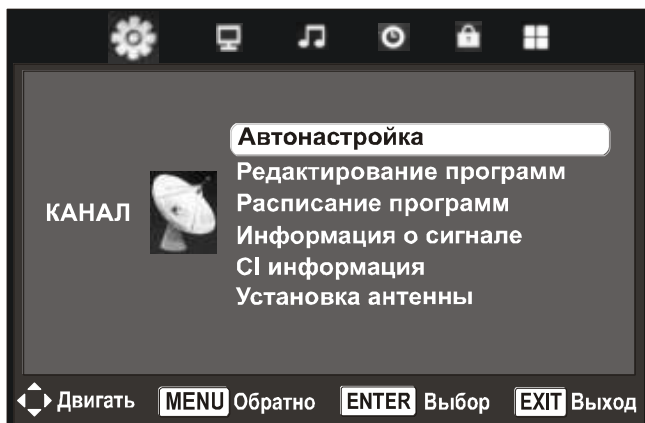 Автонастройка
Редактирование программ
КАНАЛ
Расписание программ
Информация о сигнале
CI информация
Установка антенны
Двигать MENU Обратно ENTER Выбор EXIT Выход